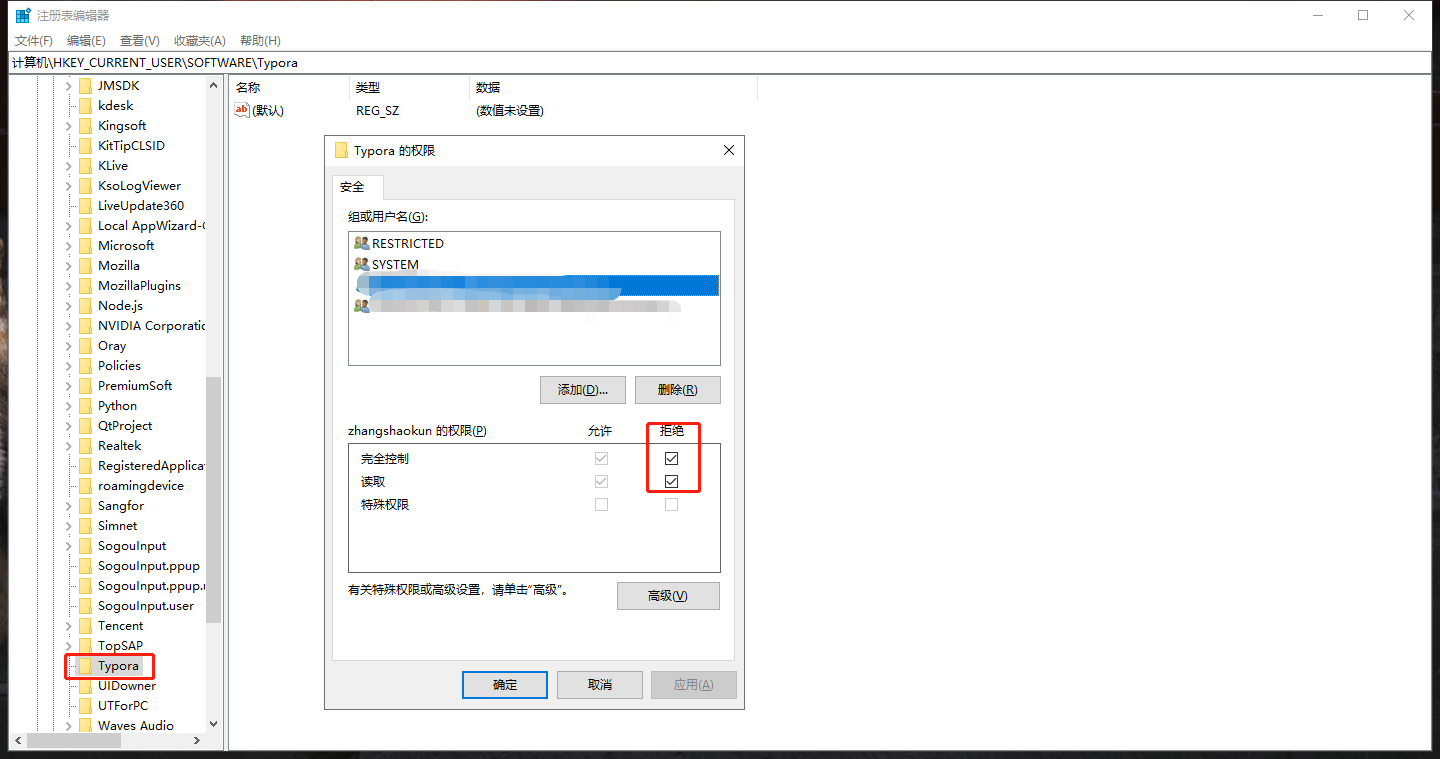 注册表编辑器
文件(F) 编辑(E) 查看(V) 收藏夹(A) 帮助(H)
计算机\HKEY_CURRENT_USER\SOFTWARE\Typora
JMSDK
kdesk
Kingsoft
KitTipCLSID
KLive
KsoLogViewer
LiveUpdate360
Local AppWizard-
Microsoft
Mozilla
MozillaPlugins
Node.js
NVIDIA Corporatic
Oray
Policies
PremiumSoft
Python
QtProject
Realtek
RegisteredApplica
roamingdevice
Sangfor
Simnet
SogouInput
SogouInput.ppup
SogouInput.ppup.
SogouInput.user
Tencent
TopSAP
Typora
UIDowner
UTForPC
Waves Audio
名称 类型 数据
ab (默认) REG_SZ (数值未设置)
Typora 的权限
安全
组或用户名(G):
RESTRICTED
SYSTEM
添加(D)... 删除(R)
zhangshaokun 的权限(P) 允许 拒绝
完全控制
读取
特殊权限
有关特殊权限或高级设置，请单击“高级”。 高级(V)
确定 取消 应用(A)